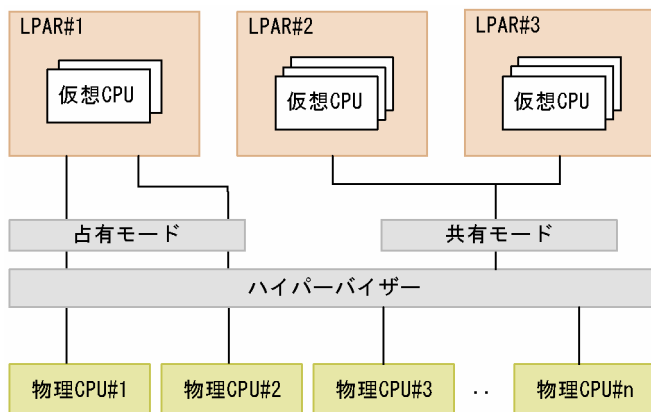 LPAR#1
LPAR#2
LPAR#3
仮想CPU
仮想CPU
仮想CPU
占有モード
共有モード
ハイパーバイザー
物理CPU#1
物理CPU#2
物理CPU#3
..
物理CPU#n